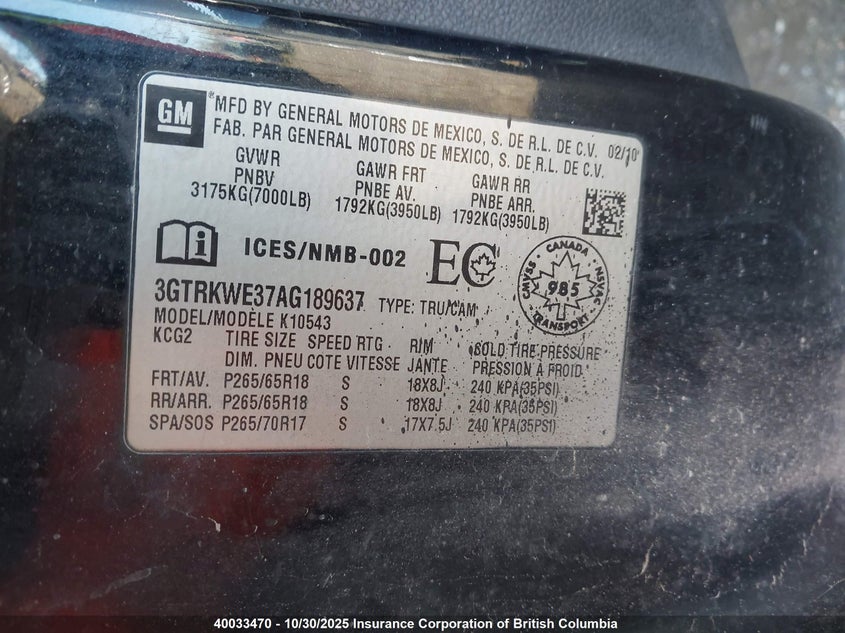 GM
*MFD BY GENERAL MOTORS DE MEXICO, S. DE R.L. DE C.V. 02/10
FAB. PAR GENERAL MOTORS DE MEXICO, S. DE R.L. DE C.V.
GVWR GAWR FRT GAWR RR
PNBV PNBE AV. PNBE ARR.
3175KG(7000LB) 1792KG(3950LB) 1792KG(3950LB)
i ICES/NMB-002 EC
CANADA
CMVSS 985 NSVAC
TRANSPORT
3GTRKWE37AG189637 TYPE: TRU/CAM
MODEL/MODÈLE K10543
KCG2 TIRE SIZE SPEED RTG RIM COLD TIRE PRESSURE
DIM. PNEU COTE VITESSE JANTE PRESSION À FROID
FRT/AV. P265/65R18 S 18X8J 240 KPA(35PSI)
RR/ARR. P265/65R18 S 18X8J 240 KPA(35PSI)
SPA/SOS P265/70R17 S 17X7.5J 240 KPA(35PSI)
40033470 - 10/30/2025 Insurance Corporation of British Columbia